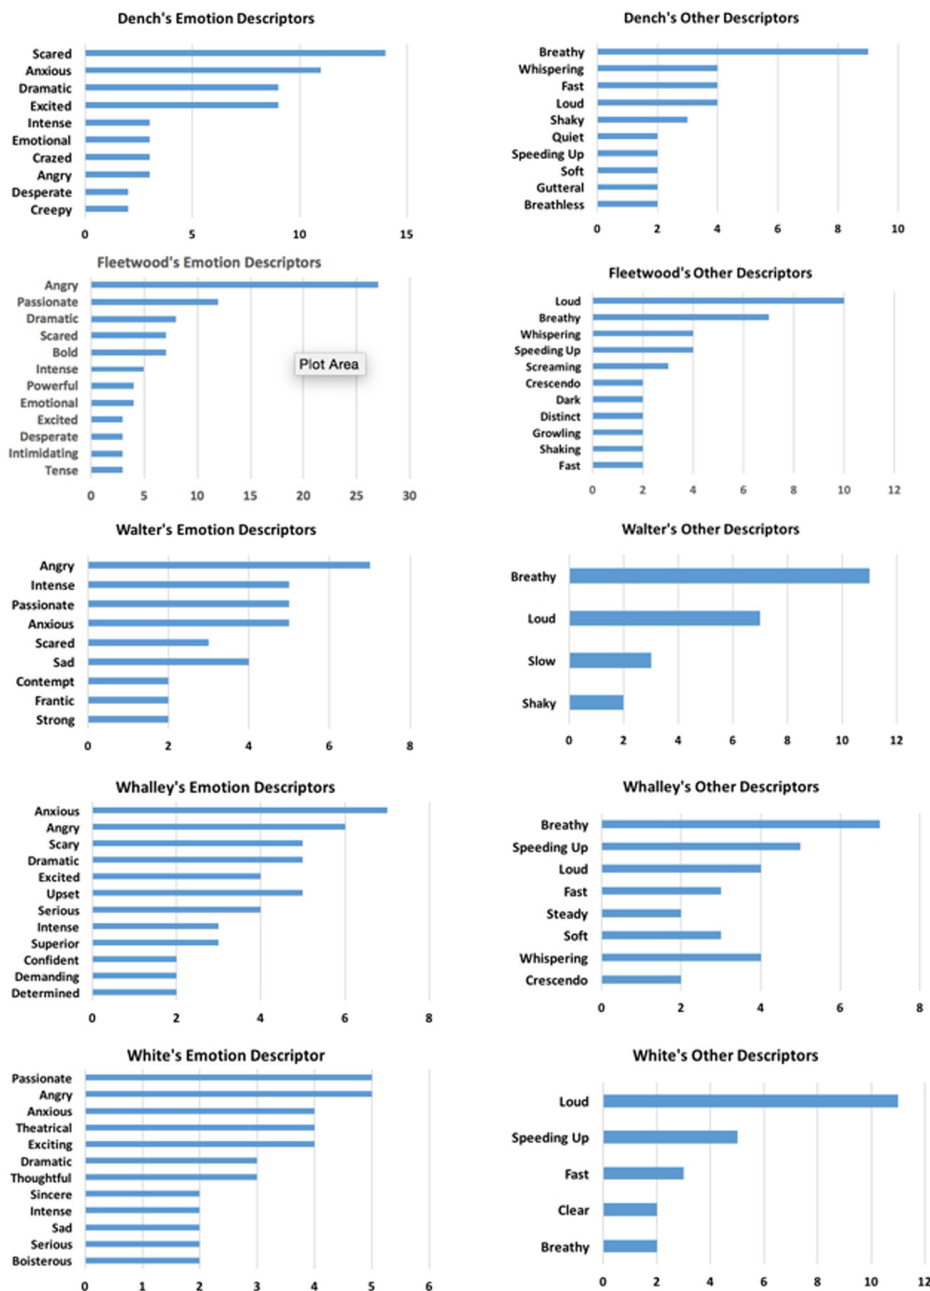 Dench's Emotion Descriptors
Scared
Anxious
Dramatic
Excited
Intense
Emotional
Crazed
Angry
Desperate
Creepy
0 5 10 15
Dench's Other Descriptors
Breathy
Whispering
Fast
Loud
Shaky
Quiet
Speeding Up
Soft
Gutteral
Breathless
0 2 4 6 8 10
Fleetwood's Emotion Descriptors
Angry
Passionate
Dramatic
Scared
Bold
Intense
Powerful
Emotional
Excited
Desperate
Intimidating
Tense
Plot Area
0 5 10 15 20 25 30
Fleetwood's Other Descriptors
Loud
Breathy
Whispering
Speeding Up
Screaming
Crescendo
Dark
Distinct
Growling
Shaking
Fast
0 2 4 6 8 10 12
Walter's Emotion Descriptors
Angry
Intense
Passionate
Anxious
Scared
Sad
Contempt
Frantic
Strong
0 2 4 6 8
Walter's Other Descriptors
Breathy
Loud
Slow
Shaky
0 2 4 6 8 10 12
Whalley's Emotion Descriptors
Anxious
Angry
Scary
Dramatic
Excited
Upset
Serious
Intense
Superior
Confident
Demanding
Determined
0 2 4 6 8
Whalley's Other Descriptors
Breathy
Speeding Up
Loud
Fast
Steady
Soft
Whispering
Crescendo
0 2 4 6 8
White's Emotion Descriptor
Passionate
Angry
Anxious
Theatrical
Exciting
Dramatic
Thoughtful
Sincere
Intense
Sad
Serious
Boisterous
0 1 2 3 4 5 6
White's Other Descriptors
Loud
Speeding Up
Fast
Clear
Breathy
0 2 4 6 8 10 12